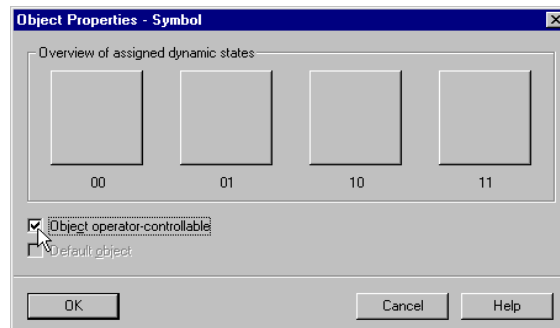 Object Properties - Symbol
Overview of assigned dynamic states
00 01 10 11
Object operator-controllable
Default object
OK Cancel Help